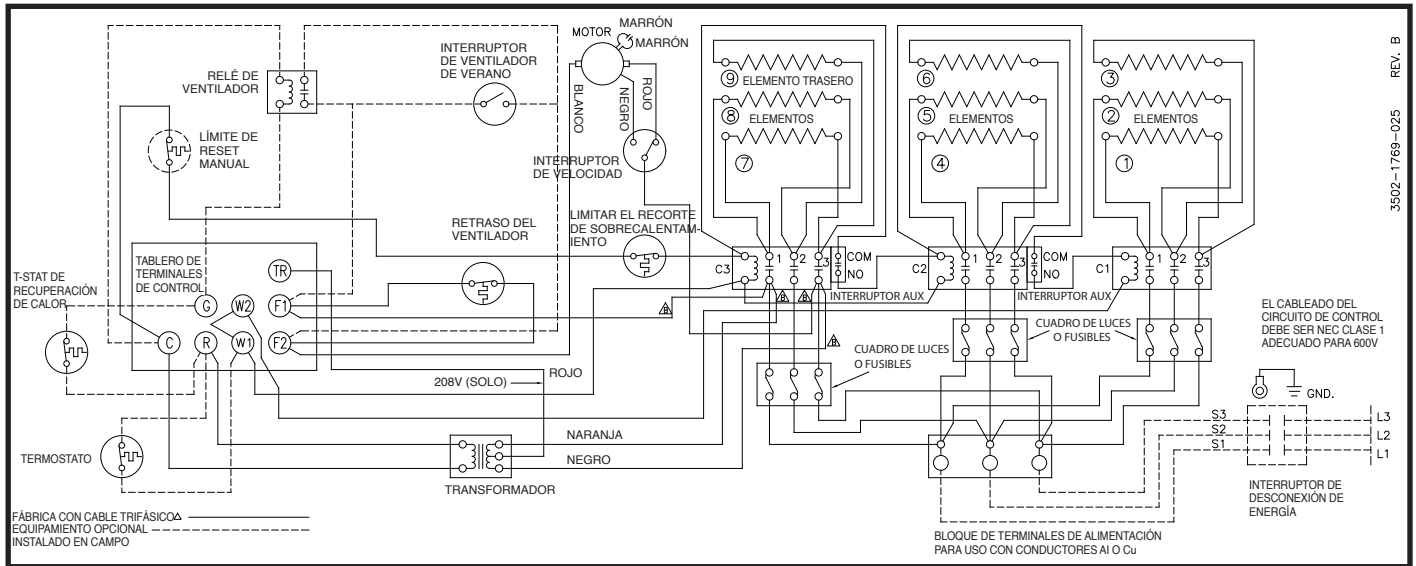 MARRÓN
MOTOR
MARRÓN
INTERRUPTOR
DE VENTILADOR
DE VERANO
RELÉ DE
VENTILADOR
BLANCO
NEGRO
ROJO
LÍMITE DE
RESET
MANUAL
INTERRUPTOR
DE VELOCIDAD
9 ELEMENTO TRASERO
8 ELEMENTOS
7
6
5 ELEMENTOS
4
3
2 ELEMENTOS
1
3502-1769-025 REV. B
RETRASO DEL
VENTILADOR
LIMITAR EL RECORTE
DE SOBRECALENTAM-
IENTO
T-STAT DE
RECUPERACIÓN
DE CALOR
TABLERO DE
TERMINALES
DE CONTROL
TR
G W2 F1
C R W1 F2
C3 1 2 3 COM
NO
C2 1 2 3 COM
NO
C1 1 2 3
INTERRUPTOR AUX
INTERRUPTOR AUX
B B
B
B
EL CABLEADO DEL
CIRCUITO DE CONTROL
DEBE SER NEC CLASE 1
ADECUADO PARA 600V
CUADRO DE LUCES
O FUSIBLES
CUADRO DE LUCES
O FUSIBLES
ROJO
208V (SOLO)
GND.
S3
S2
S1
L3
L2
L1
NARANJA
NEGRO
TERMOSTATO
TRANSFORMADOR
INTERRUPTOR DE
DESCONEXIÓN DE
ENERGÍA
FÁBRICA CON CABLE TRIFÁSICO
EQUIPAMIENTO OPCIONAL
INSTALADO EN CAMPO
BLOQUE DE TERMINALES DE ALIMENTACIÓN
PARA USO CON CONDUCTORES Al O Cu